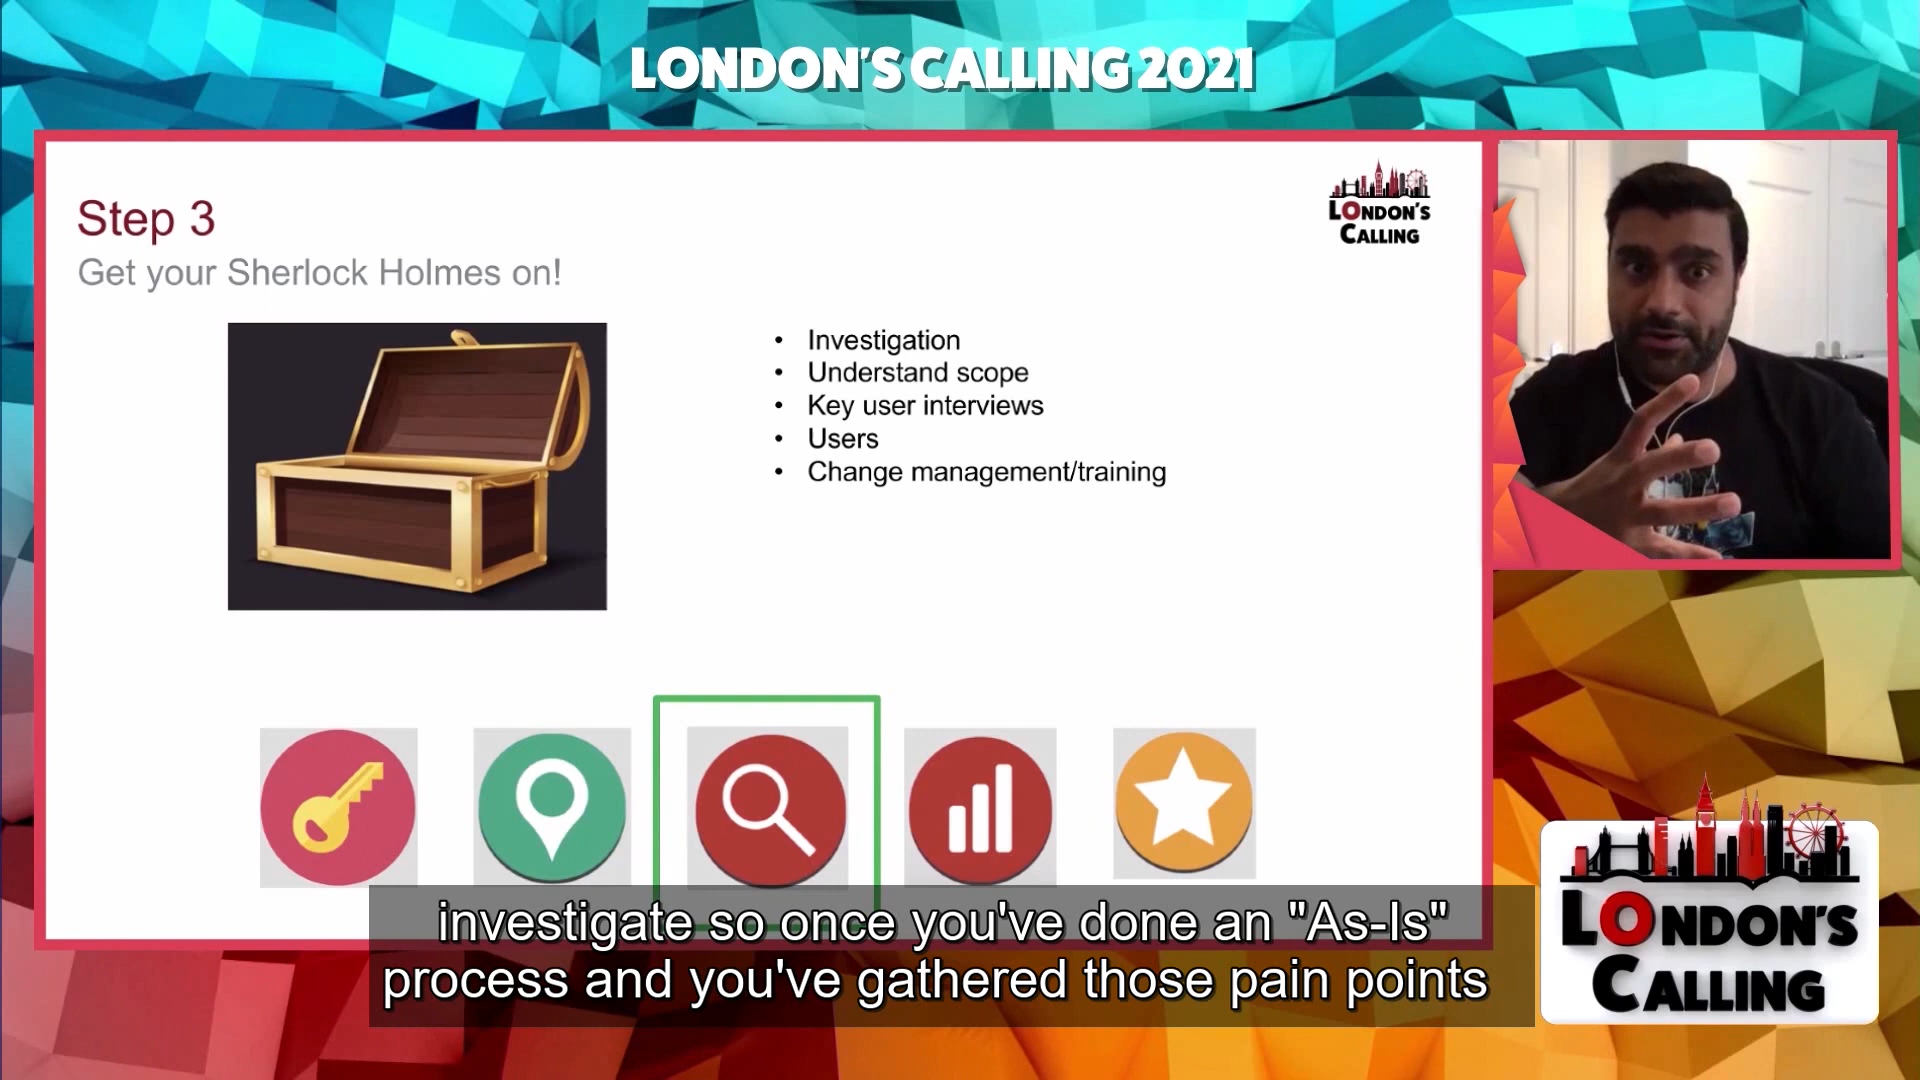 LONDON'S CALLING 2021
Step 3
Get your Sherlock Holmes on!
LONDON'S
CALLING
• Investigation
• Understand scope
• Key user interviews
• Users
• Change management/training
investigate so once you've done an "As-Is"
process and you've gathered those pain points
LONDON'S
CALLING